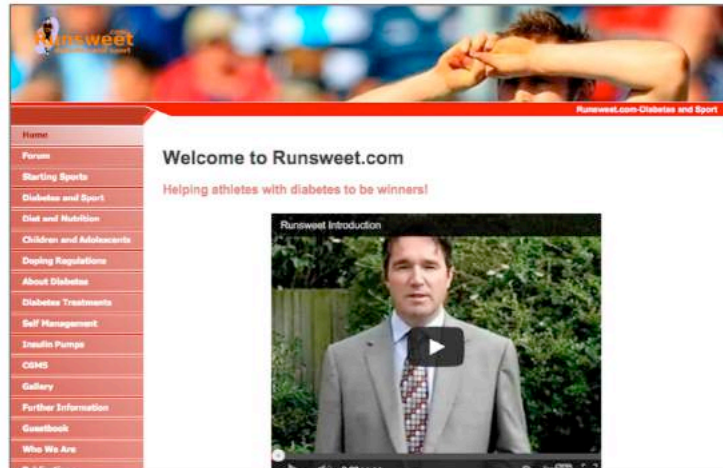 Runsweet
Runsweet.com-Diabetes and Sport
Home
Forum
Starting Sports
Diabetes and Sport
Diet and Nutrition
Children and Adolescents
Doping Regulations
About Diabetes
Diabetes Treatments
Self Management
Insulin Pumps
CGMS
Gallery
Further Information
Guestbook
Who We Are
Welcome to Runsweet.com
Helping athletes with diabetes to be winners!
Runsweet Introduction